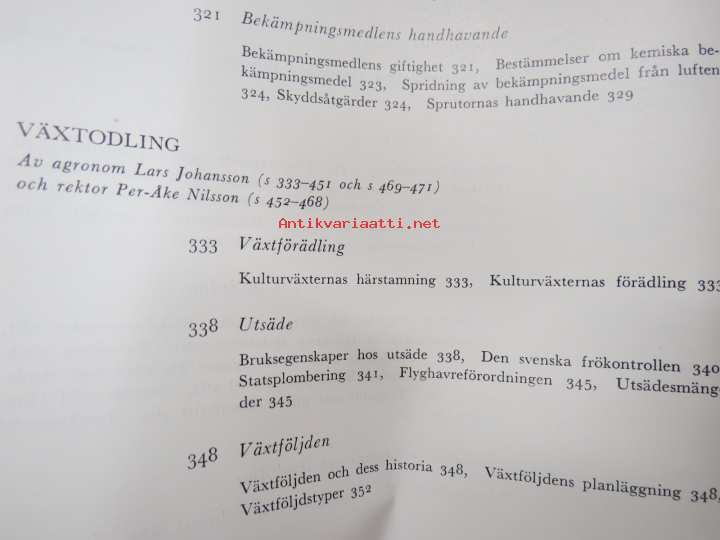 321 Bekämpningsmedlens handhavande
Bekämpningsmedlens giftighet 321, Bestämmelser om kemiska be-
kämpningsmedel 323, Spridning av bekämpningsmedel från luften
324, Skyddsåtgärder 324, Sprutornas handhavande 329
VÄXTODLING
Av agronom Lars Johansson (s 333–451 och s 469–471)
och rektor Per-Åke Nilsson (s 452–468)
Antikvariaatti.net
333 Växtförädling
Kulturväxternas härstamning 333, Kulturväxternas förädling 333
338 Utsäde
Bruksegenskaper hos utsäde 338, Den svenska frökontrollen 340
Statsplombering 341, Flyghavreförordningen 345, Utsädesmäng-
der 345
348 Växtföljden
Växtföljden och dess historia 348, Växtföljdens planläggning 348,
Växtföljdstyper 352